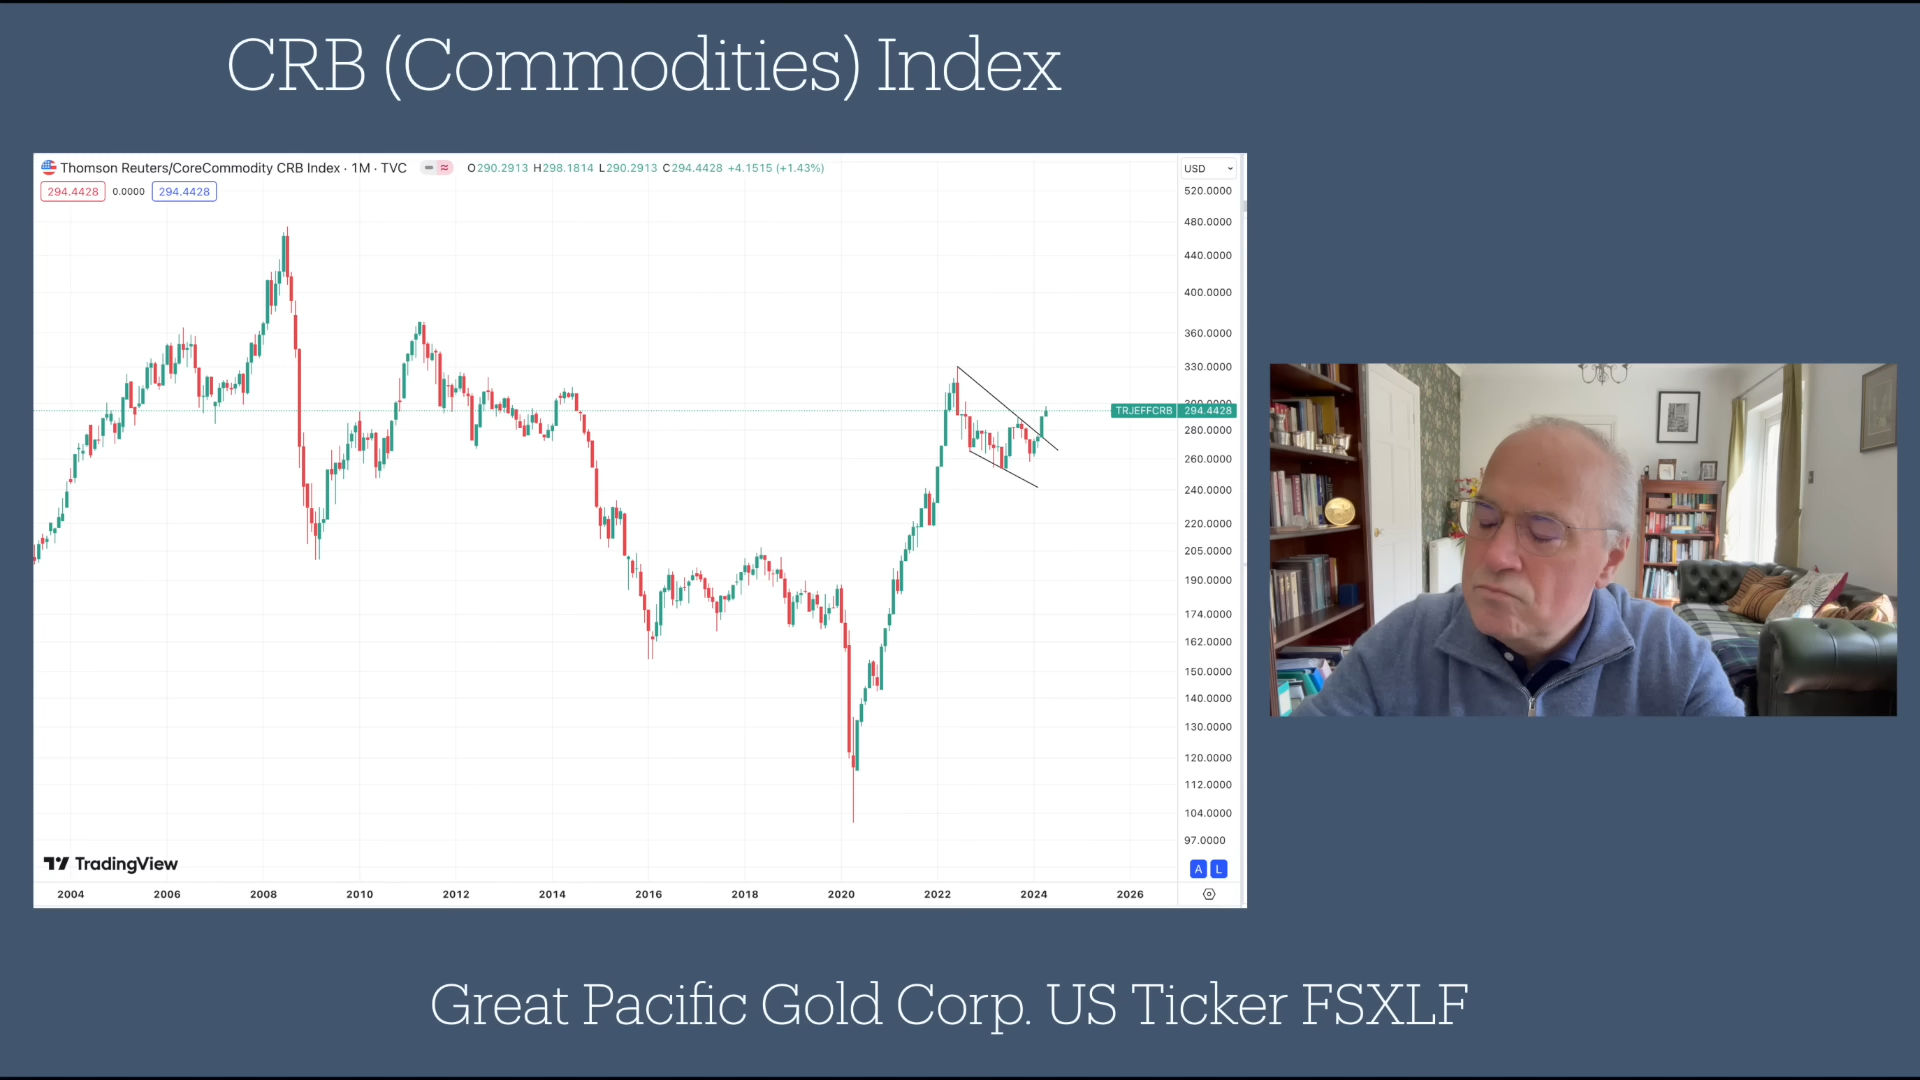 CRB (Commodities) Index
Thomson Reuters/CoreCommodity CRB Index · 1M · TVC O290.2913 H298.1814 L290.2913 C294.4428 +4.1515 (+1.43%)
294.4428 0.0000 294.4428
USD
520.0000
480.0000
440.0000
400.0000
360.0000
330.0000
300.0000
TRJEFFCRB 294.4428
280.0000
260.0000
240.0000
220.0000
205.0000
190.0000
174.0000
162.0000
150.0000
140.0000
130.0000
120.0000
112.0000
104.0000
97.0000
TradingView
A L
2004 2006 2008 2010 2012 2014 2016 2018 2020 2022 2024 2026
Great Pacific Gold Corp. US Ticker FSXLF